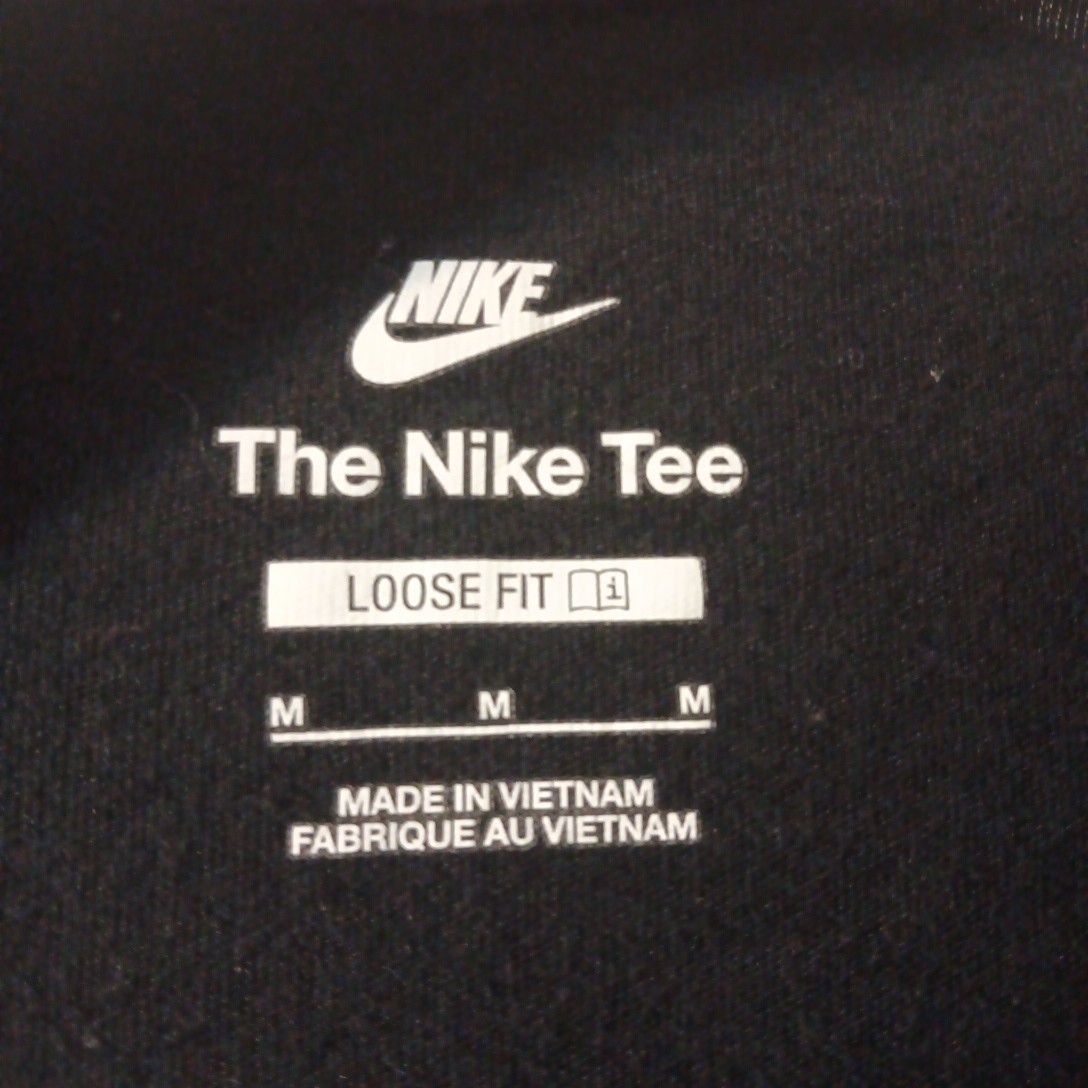 NIKE
The Nike Tee
LOOSE FIT i
M M M
MADE IN VIETNAM
FABRIQUE AU VIETNAM